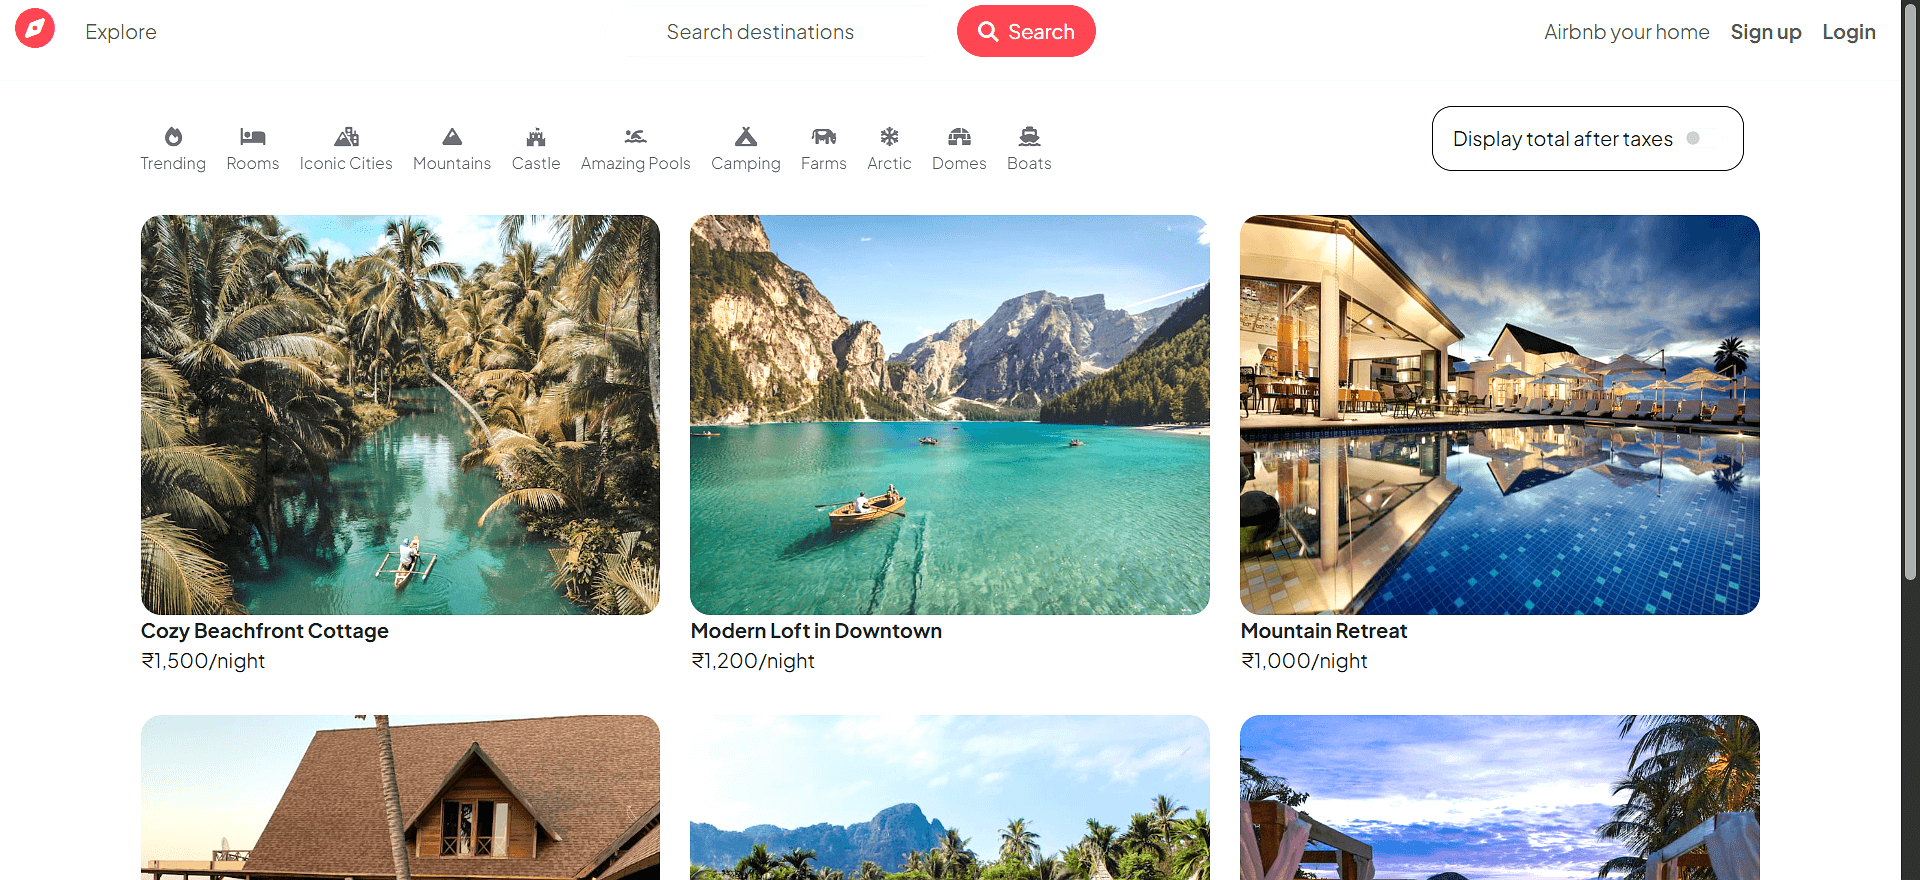 Explore
Search destinations
Search
Airbnb your home
Sign up
Login
Trending
Rooms
Iconic Cities
Mountains
Castle
Amazing Pools
Camping
Farms
Arctic
Domes
Boats
Display total after taxes
Cozy Beachfront Cottage
₹1,500/night
Modern Loft in Downtown
₹1,200/night
Mountain Retreat
₹1,000/night